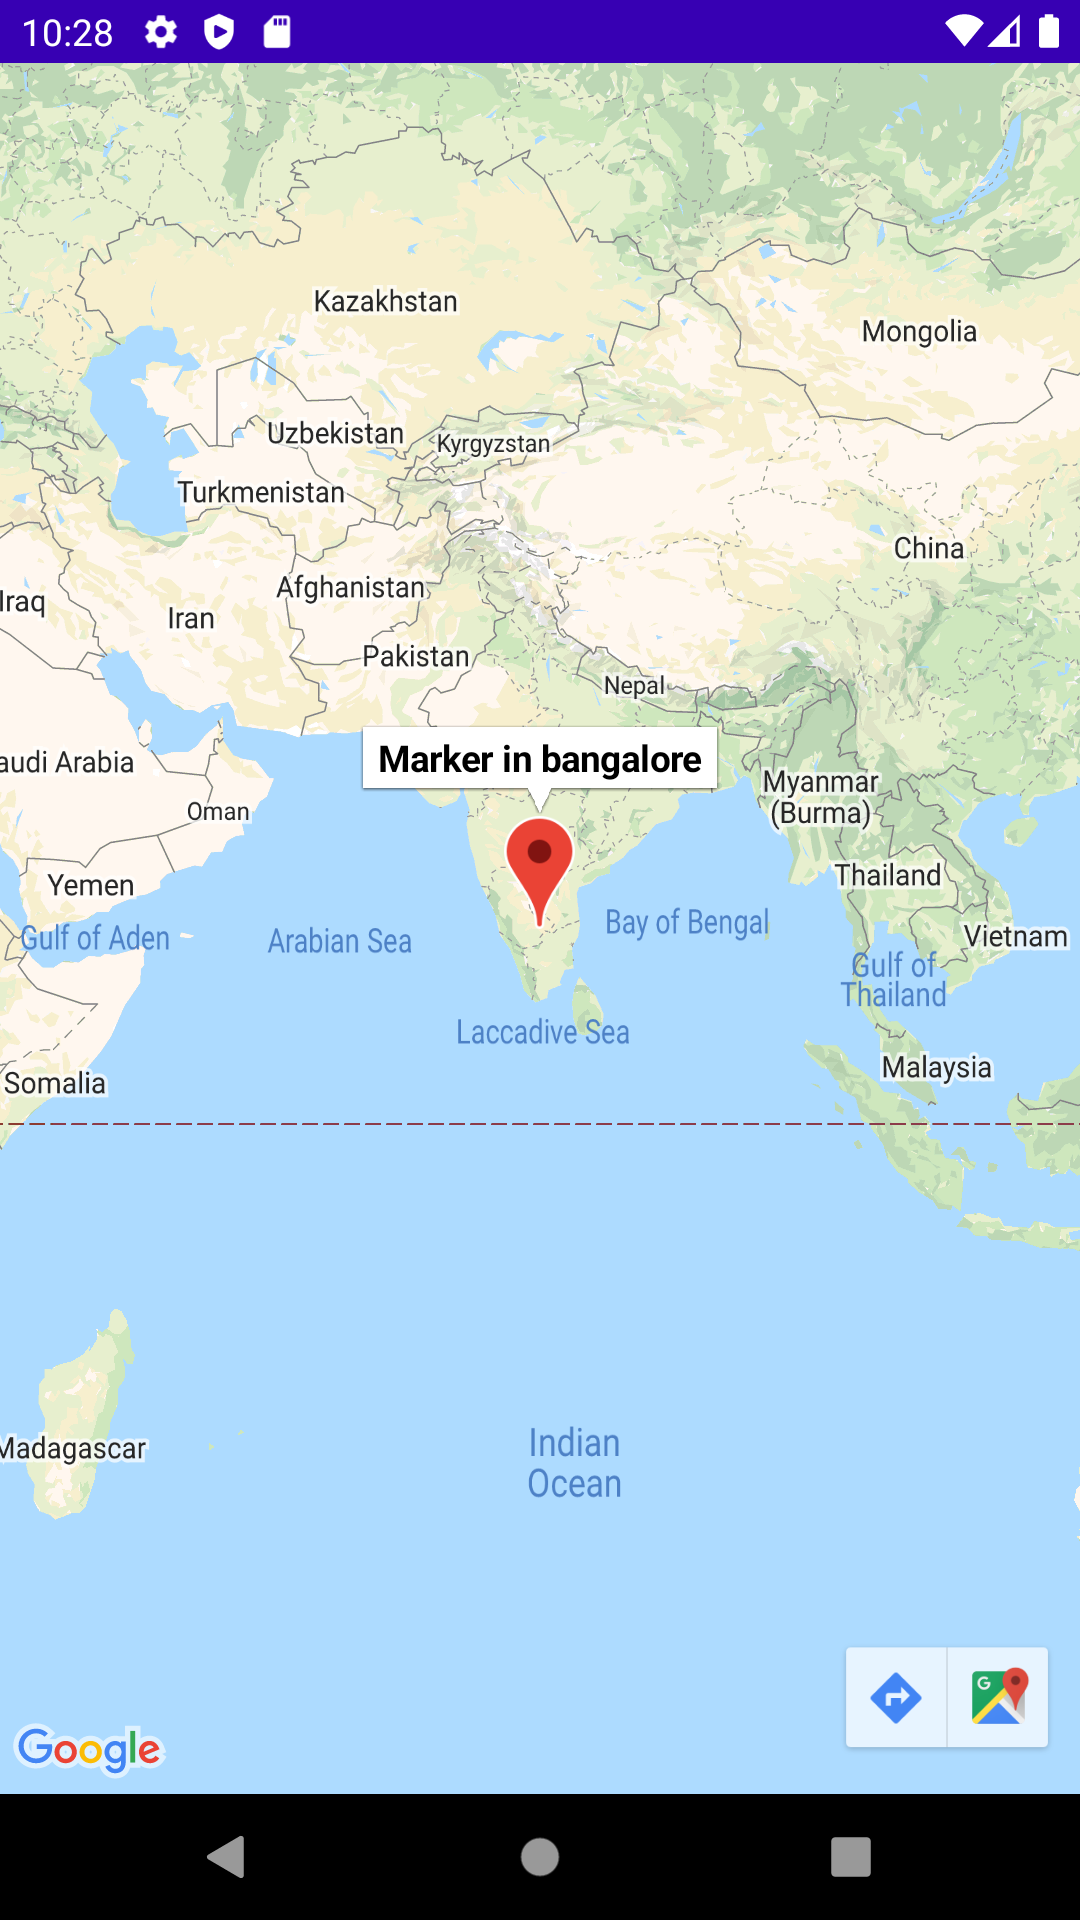 10:28
Kazakhstan
Mongolia
Uzbekistan
Kyrgyzstan
Turkmenistan
China
Afghanistan
Iraq
Iran
Pakistan
Nepal
Marker in bangalore
audi Arabia
Myanmar
(Burma)
Oman
Thailand
Yemen
Bay of Bengal
Gulf of Aden
Arabian Sea
Vietnam
Gulf of
Thailand
Laccadive Sea
Malaysia
Somalia
Indian
Ocean
Madagascar
G
Google